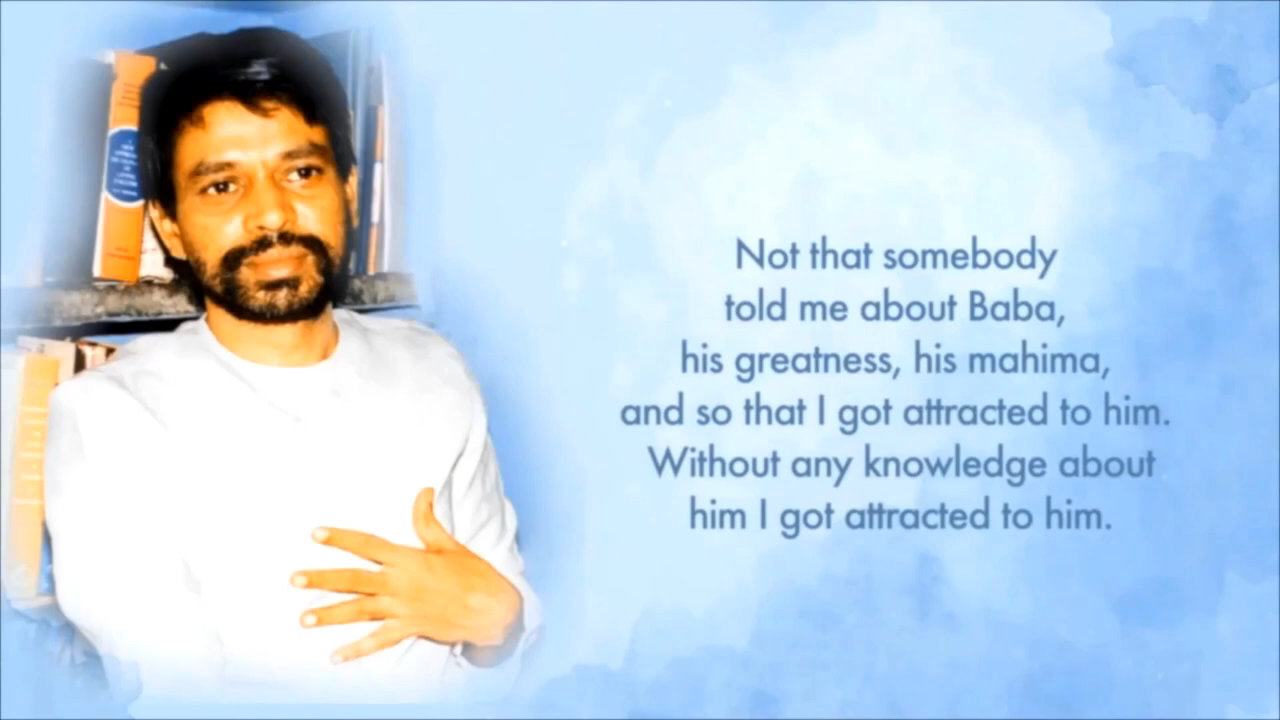 Not that somebody
told me about Baba,
his greatness, his mahima,
and so that I got attracted to him.
Without any knowledge about
him I got attracted to him.